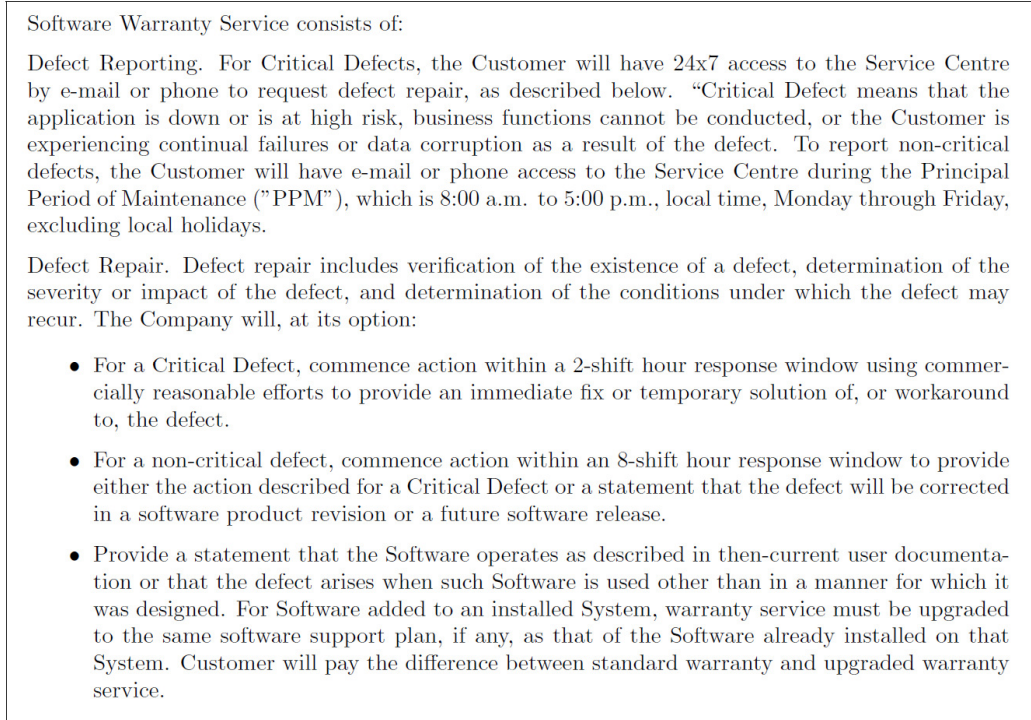 Software Warranty Service consists of:
Defect Reporting. For Critical Defects, the Customer will have 24x7 access to the Service Centre
by e-mail or phone to request defect repair, as described below. “Critical Defect means that the
application is down or is at high risk, business functions cannot be conducted, or the Customer is
experiencing continual failures or data corruption as a result of the defect. To report non-critical
defects, the Customer will have e-mail or phone access to the Service Centre during the Principal
Period of Maintenance (”PPM”), which is 8:00 a.m. to 5:00 p.m., local time, Monday through Friday,
excluding local holidays.
Defect Repair. Defect repair includes verification of the existence of a defect, determination of the
severity or impact of the defect, and determination of the conditions under which the defect may
recur. The Company will, at its option:
• For a Critical Defect, commence action within a 2-shift hour response window using commer-
cially reasonable efforts to provide an immediate fix or temporary solution of, or workaround
to, the defect.
• For a non-critical defect, commence action within an 8-shift hour response window to provide
either the action described for a Critical Defect or a statement that the defect will be corrected
in a software product revision or a future software release.
• Provide a statement that the Software operates as described in then-current user documenta-
tion or that the defect arises when such Software is used other than in a manner for which it
was designed. For Software added to an installed System, warranty service must be upgraded
to the same software support plan, if any, as that of the Software already installed on that
System. Customer will pay the difference between standard warranty and upgraded warranty
service.